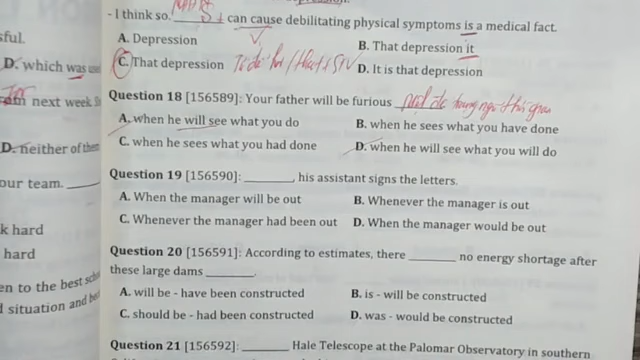 - I think so. ______ can cause debilitating physical symptoms is a medical fact.
A. Depression
B. That depression it
C. That depression
D. It is that depression
sful.
D. which was
next week.
D. neither of them
our team. ____
k hard
hard
en to the best
l situation and
Question 18 [156589]: Your father will be furious
A. when he will see what you do
B. when he sees what you have done
C. when he sees what you had done
D. when he will see what you will do
Question 19 [156590]: _______, his assistant signs the letters.
A. When the manager will be out
B. Whenever the manager is out
C. Whenever the manager had been out
D. When the manager would be out
Question 20 [156591]: According to estimates, there _______ no energy shortage after
these large dams _______.
A. will be - have been constructed
B. is - will be constructed
C. should be - had been constructed
D. was - would be constructed
Question 21 [156592]: _______ Hale Telescope at the Palomar Observatory in southern